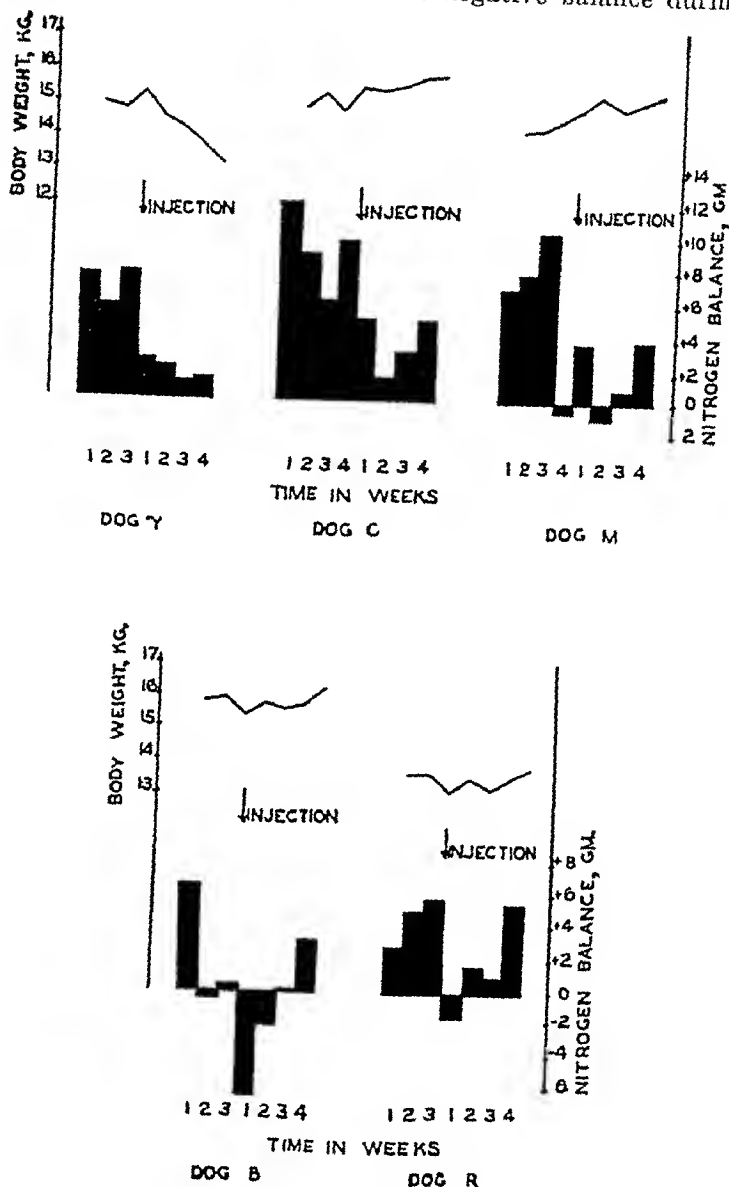 negative balance durin
BODY WEIGHT, KG.
17
16
15
14
13
12
INJECTION
INJECTION
INJECTION
+14
+12
+10
+8
+6
+4
+2
0
2
NITROGEN BALANCE, GM
1 2 3 1 2 3 4
1 2 3 4 1 2 3 4
1 2 3 4 1 2 3 4
TIME IN WEEKS
DOG Y
DOG C
DOG M
BODY WEIGHT, KG.
17
16
15
14
13
INJECTION
INJECTION
+8
+6
+4
+2
0
-2
-4
6
NITROGEN BALANCE, GM.
1 2 3 1 2 3 4
1 2 3 1 2 3 4
TIME IN WEEKS
DOG B
DOG R